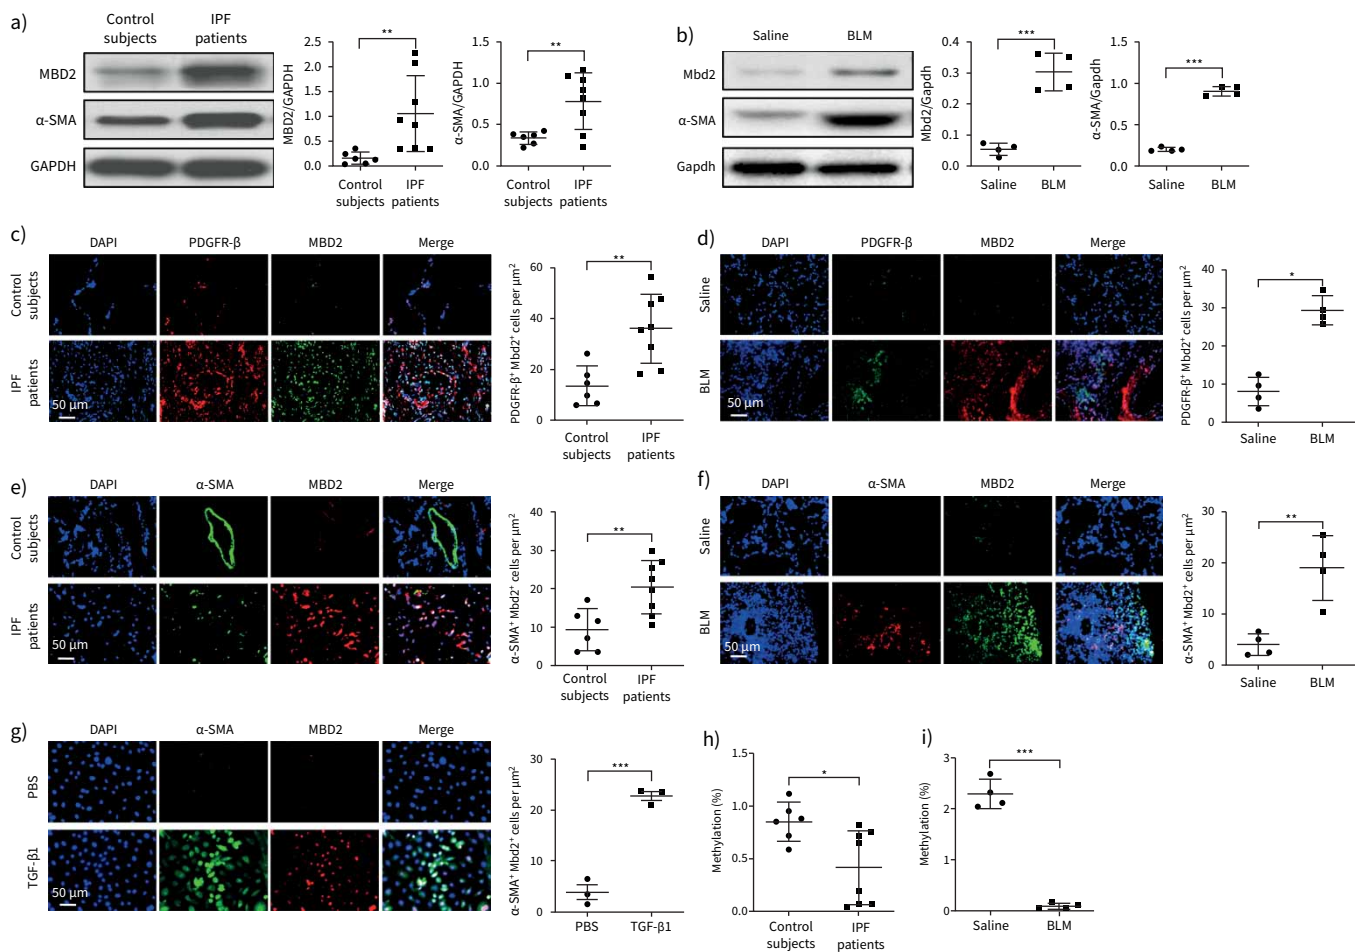 a)
Control subjects
IPF patients
MBD2
α-SMA
GAPDH
MBD2/GAPDH
2.5
2.0
1.5
1.0
0.5
0.0
**
Control subjects
IPF patients
α-SMA/GAPDH
1.5
1.0
0.5
0.0
**
Control subjects
IPF patients
b)
Saline
BLM
Mbd2
α-SMA
Gapdh
Mbd2/Gapdh
0.4
0.3
0.2
0.1
0.0
***
Saline
BLM
α-SMA/Gapdh
1.5
1.0
0.5
0.0
***
Saline
BLM
c)
DAPI
PDGFR-β
MBD2
Merge
Control subjects
IPF patients
50 μm
PDGFR-β+ Mbd2+ cells per μm2
60
40
20
0
**
Control subjects
IPF patients
d)
DAPI
PDGFR-β
MBD2
Merge
Saline
BLM
50 μm
PDGFR-β+ Mbd2+ cells per μm2
40
30
20
10
0
*
Saline
BLM
e)
DAPI
α-SMA
MBD2
Merge
Control subjects
IPF patients
50 μm
α-SMA+ Mbd2+ cells per μm2
40
30
20
10
0
**
Control subjects
IPF patients
f)
DAPI
α-SMA
MBD2
Merge
Saline
BLM
50 μm
α-SMA+ Mbd2+ cells per μm2
30
20
10
0
**
Saline
BLM
g)
DAPI
α-SMA
MBD2
Merge
PBS
TGF-β1
50 μm
α-SMA+ Mbd2+ cells per μm2
30
20
10
0
***
PBS
TGF-β1
h)
Methylation (%)
1.5
1.0
0.5
0.0
*
Control subjects
IPF patients
i)
Methylation (%)
3
2
1
0
***
Saline
BLM